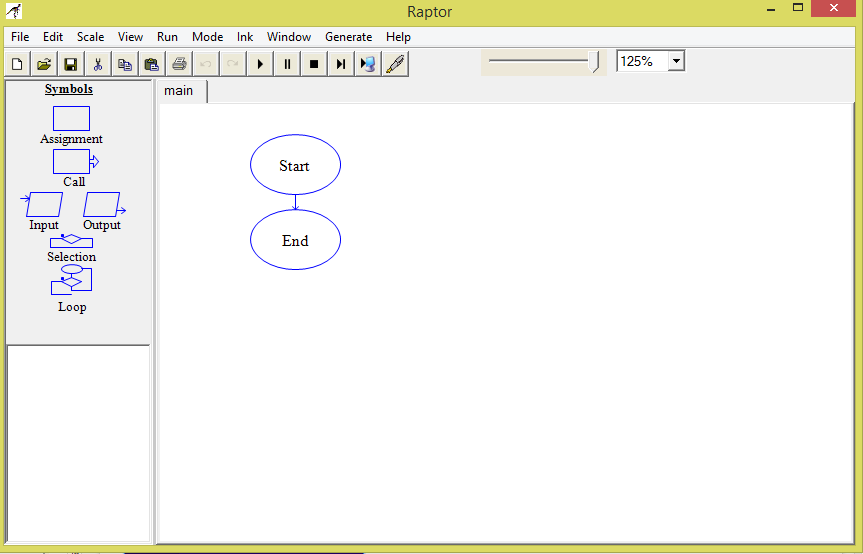 Raptor
File Edit Scale View Run Mode Ink Window Generate Help
125%
Symbols
Assignment
Call
Input Output
Selection
Loop
main
Start
End